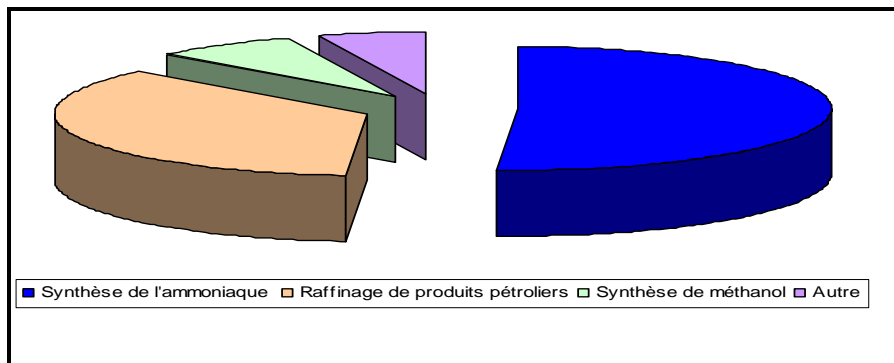 Synthèse de l'ammoniaque Raffinage de produits pétroliers Synthèse de méthanol Autre